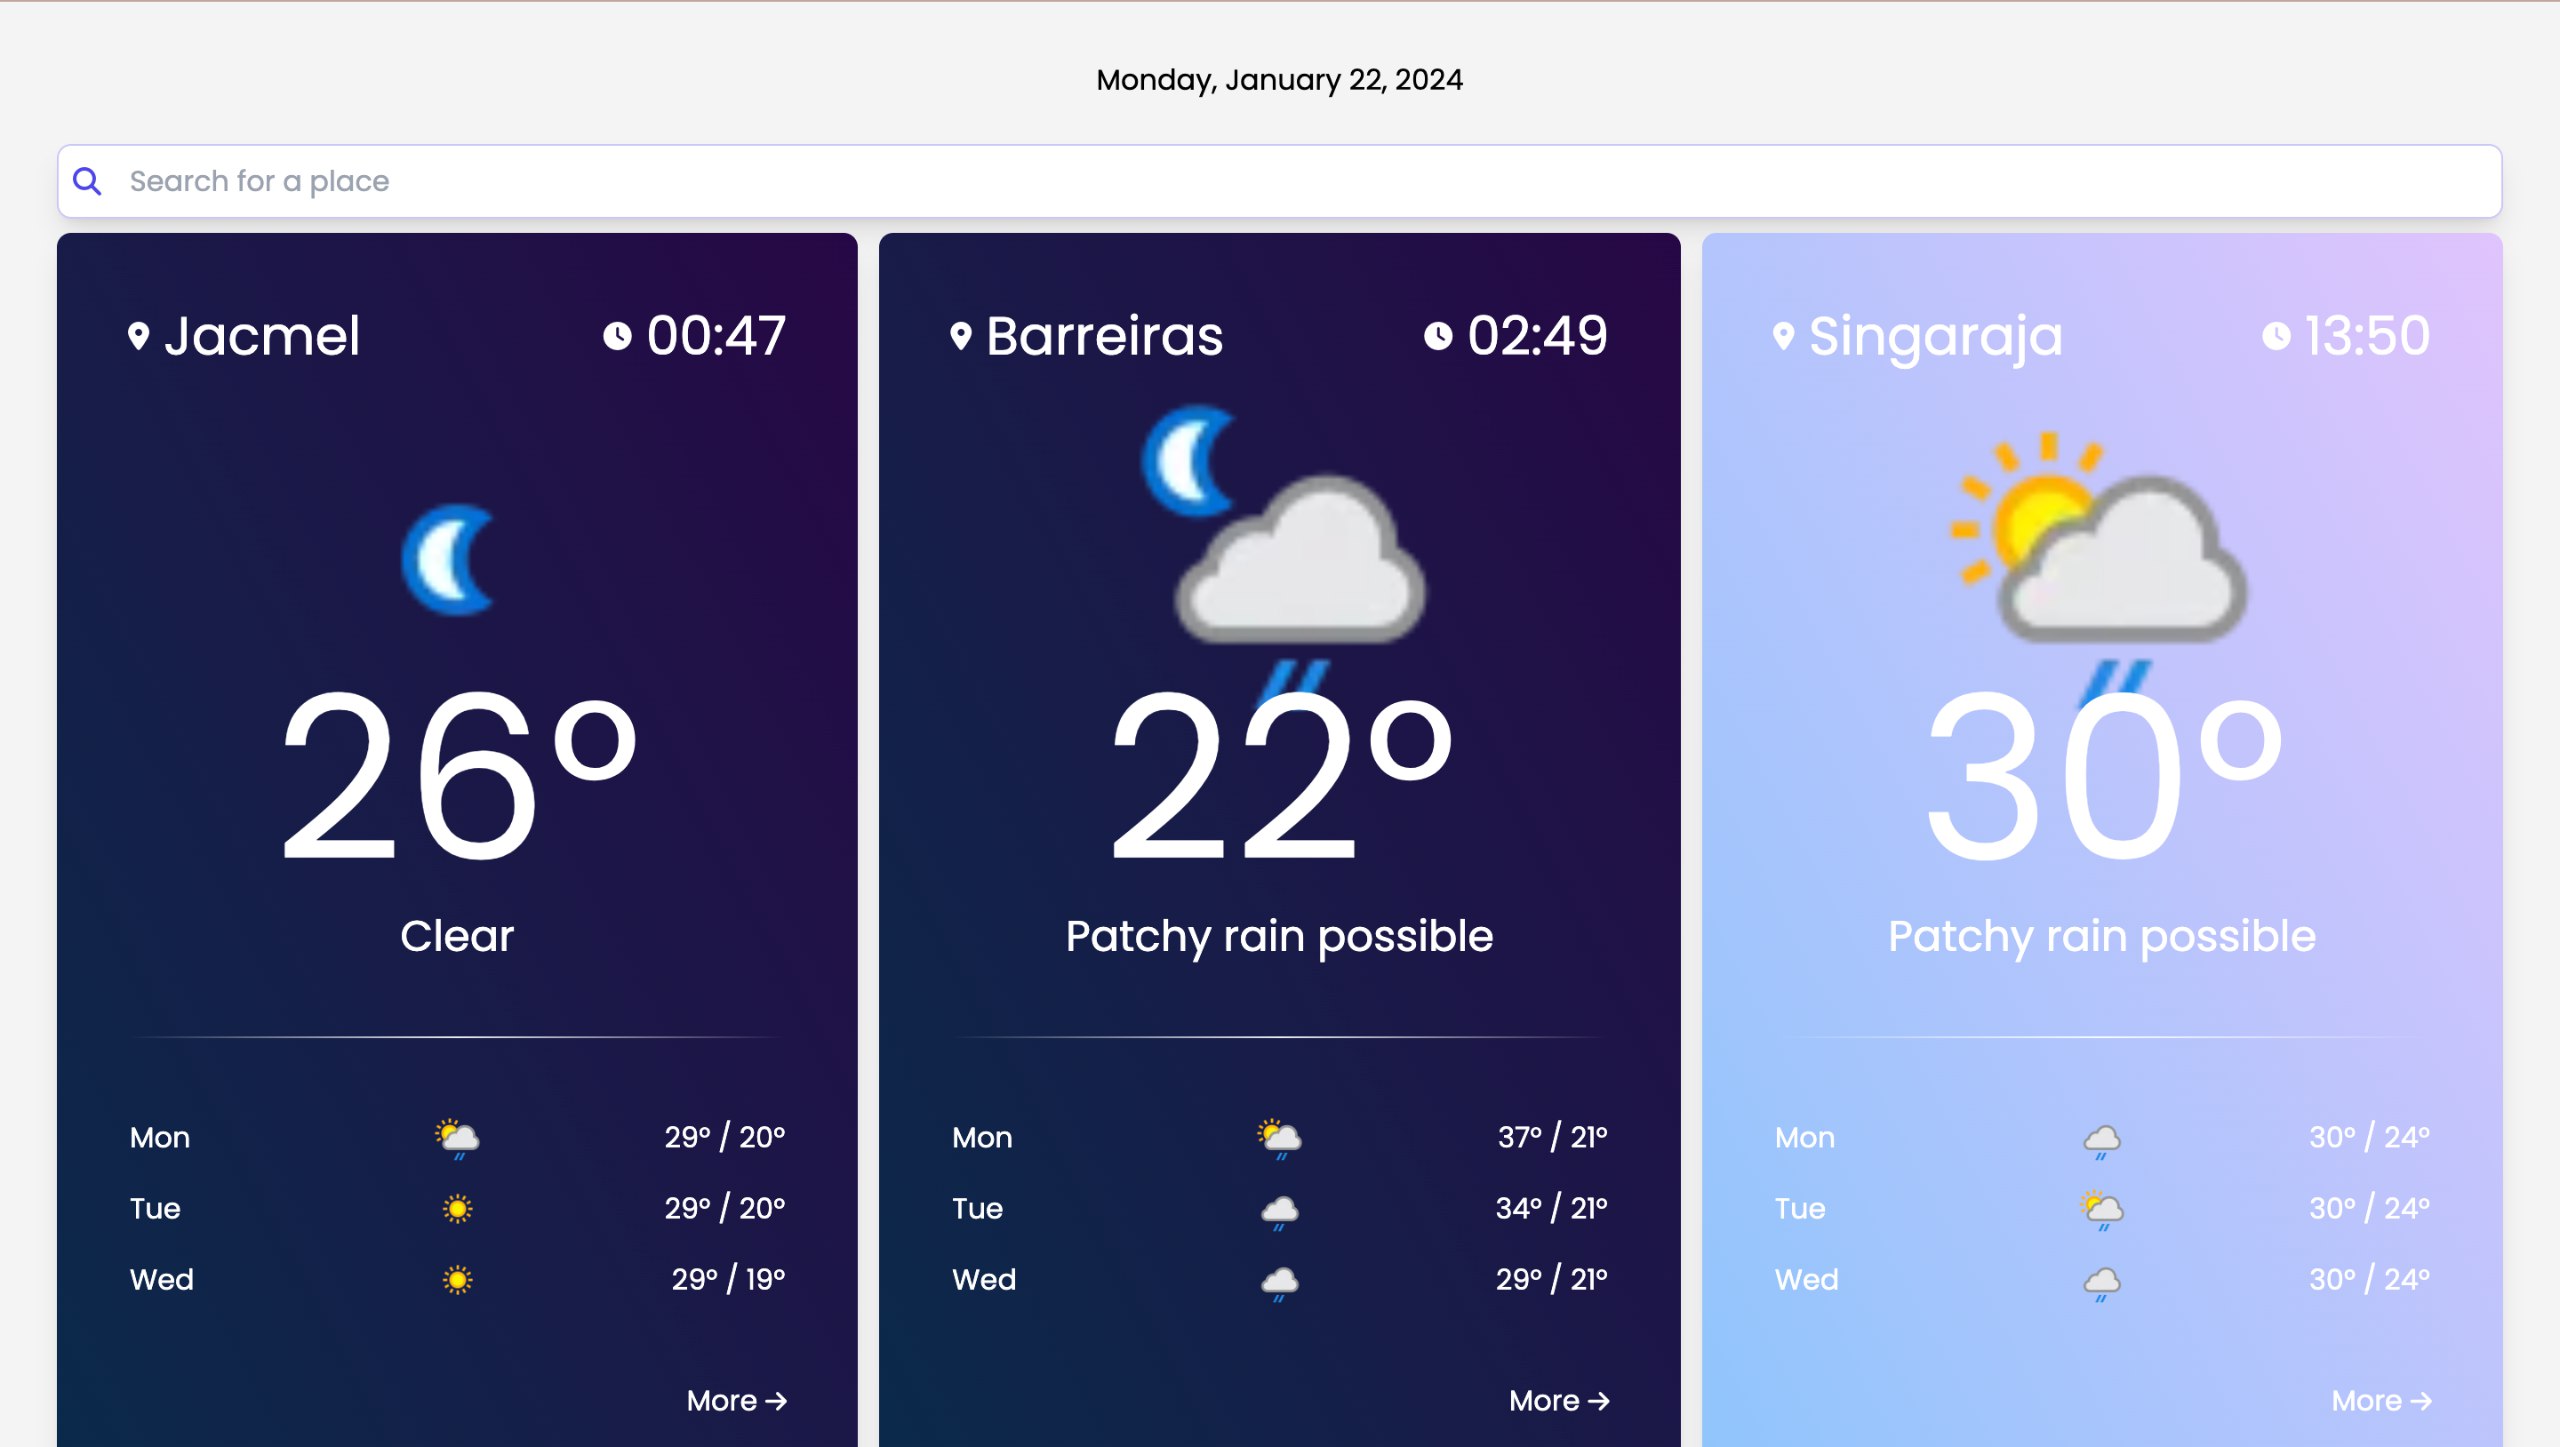 Monday, January 22, 2024
Search for a place
Jacmel 00:47
26°
Clear
Mon 29° / 20°
Tue 29° / 20°
Wed 29° / 19°
More →
Barreiras 02:49
22°
Patchy rain possible
Mon 37° / 21°
Tue 34° / 21°
Wed 29° / 21°
More →
Singaraja 13:50
30°
Patchy rain possible
Mon 30° / 24°
Tue 30° / 24°
Wed 30° / 24°
More →